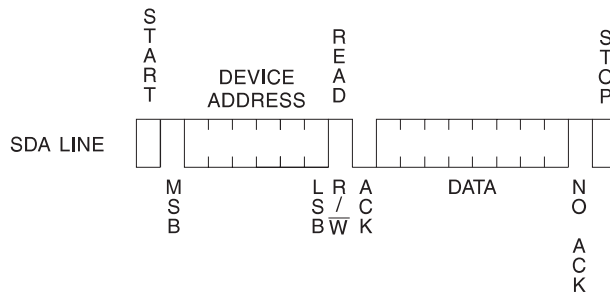 START
DEVICE
ADDRESS
READ
STOP
SDA LINE
MSB
LSB
R/W
ACK
DATA
NO ACK